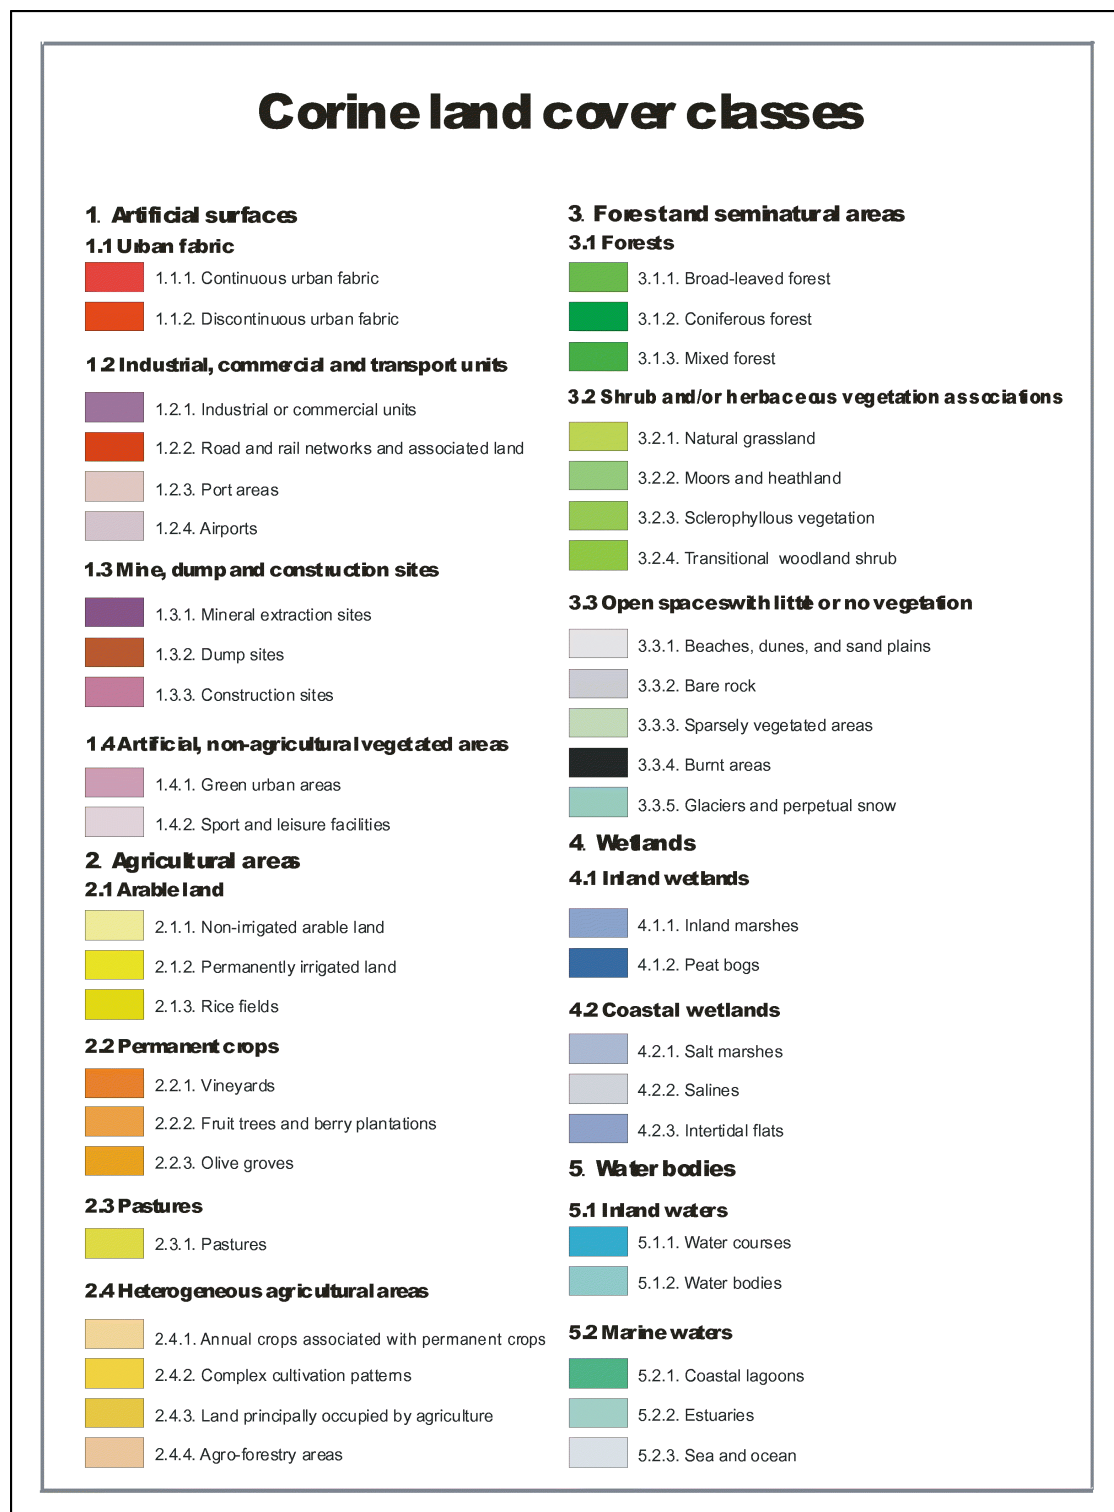 Corine land cover classes
1. Artificial surfaces
1.1 Urban fabric
1.1.1. Continuous urban fabric
1.1.2. Discontinuous urban fabric
1.2 Industrial, commercial and transport units
1.2.1. Industrial or commercial units
1.2.2. Road and rail networks and associated land
1.2.3. Port areas
1.2.4. Airports
1.3 Mine, dump and construction sites
1.3.1. Mineral extraction sites
1.3.2. Dump sites
1.3.3. Construction sites
1.4 Artificial, non-agricultural vegetated areas
1.4.1. Green urban areas
1.4.2. Sport and leisure facilities
2. Agricultural areas
2.1 Arable land
2.1.1. Non-irrigated arable land
2.1.2. Permanently irrigated land
2.1.3. Rice fields
2.2 Permanent crops
2.2.1. Vineyards
2.2.2. Fruit trees and berry plantations
2.2.3. Olive groves
2.3 Pastures
2.3.1. Pastures
2.4 Heterogeneous agricultural areas
2.4.1. Annual crops associated with permanent crops
2.4.2. Complex cultivation patterns
2.4.3. Land principally occupied by agriculture
2.4.4. Agro-forestry areas
3. Forest and seminatural areas
3.1 Forests
3.1.1. Broad-leaved forest
3.1.2. Coniferous forest
3.1.3. Mixed forest
3.2 Shrub and/or herbaceous vegetation associations
3.2.1. Natural grassland
3.2.2. Moors and heathland
3.2.3. Sclerophyllous vegetation
3.2.4. Transitional woodland shrub
3.3 Open spaces with little or no vegetation
3.3.1. Beaches, dunes, and sand plains
3.3.2. Bare rock
3.3.3. Sparsely vegetated areas
3.3.4. Burnt areas
3.3.5. Glaciers and perpetual snow
4. Wetlands
4.1 Inland wetlands
4.1.1. Inland marshes
4.1.2. Peat bogs
4.2 Coastal wetlands
4.2.1. Salt marshes
4.2.2. Salines
4.2.3. Intertidal flats
5. Water bodies
5.1 Inland waters
5.1.1. Water courses
5.1.2. Water bodies
5.2 Marine waters
5.2.1. Coastal lagoons
5.2.2. Estuaries
5.2.3. Sea and ocean